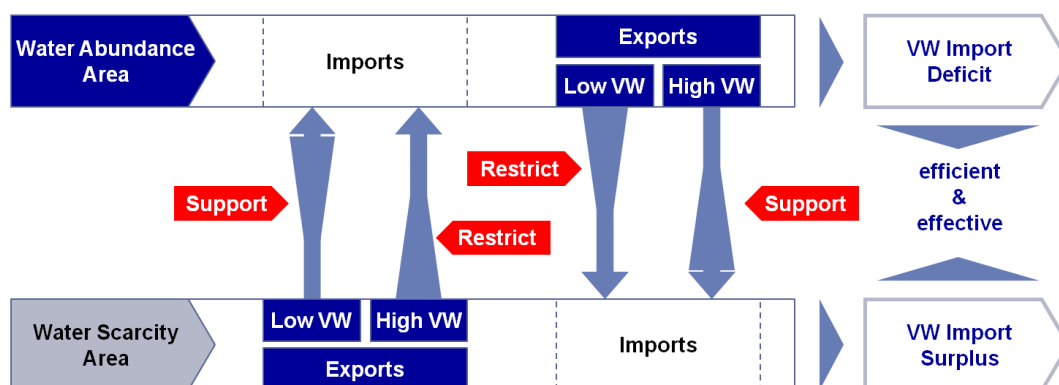 Water Abundance
Area
Imports
Exports
Low VW
High VW
VW Import
Deficit
Support
Restrict
Restrict
Support
efficient
&
effective
Water Scarcity
Area
Low VW
High VW
Exports
Imports
VW Import
Surplus